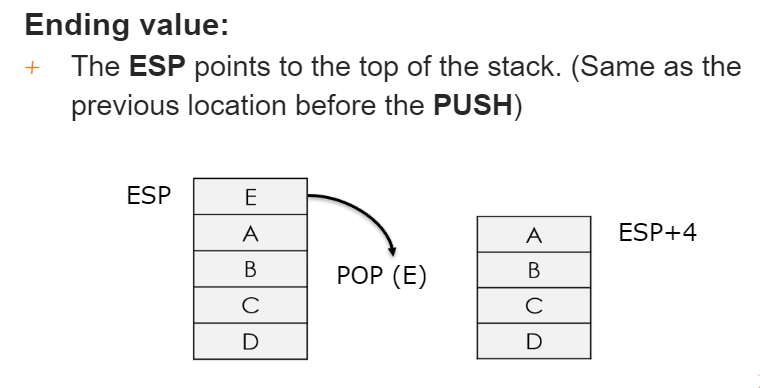 Ending value:
+ The ESP points to the top of the stack. (Same as the
previous location before the PUSH)
ESP
E
A
B
C
D
POP (E)
A
B
C
D
ESP+4